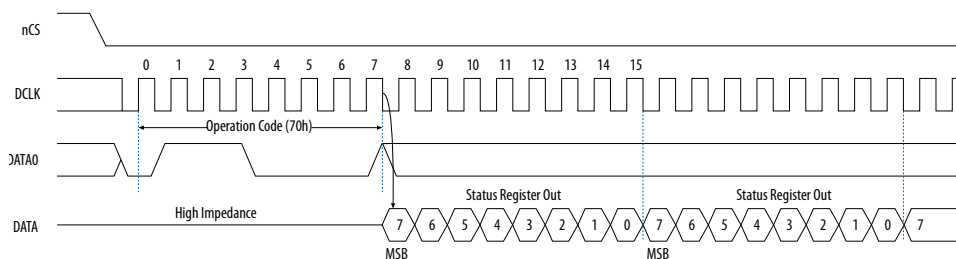 nCS
0 1 2 3 4 5 6 7 8 9 10 11 12 13 14 15
DCLK
Operation Code (70h)
DATA0
Status Register Out Status Register Out
High Impedance
DATA 7 6 5 4 3 2 1 0 7 6 5 4 3 2 1 0 7
MSB MSB